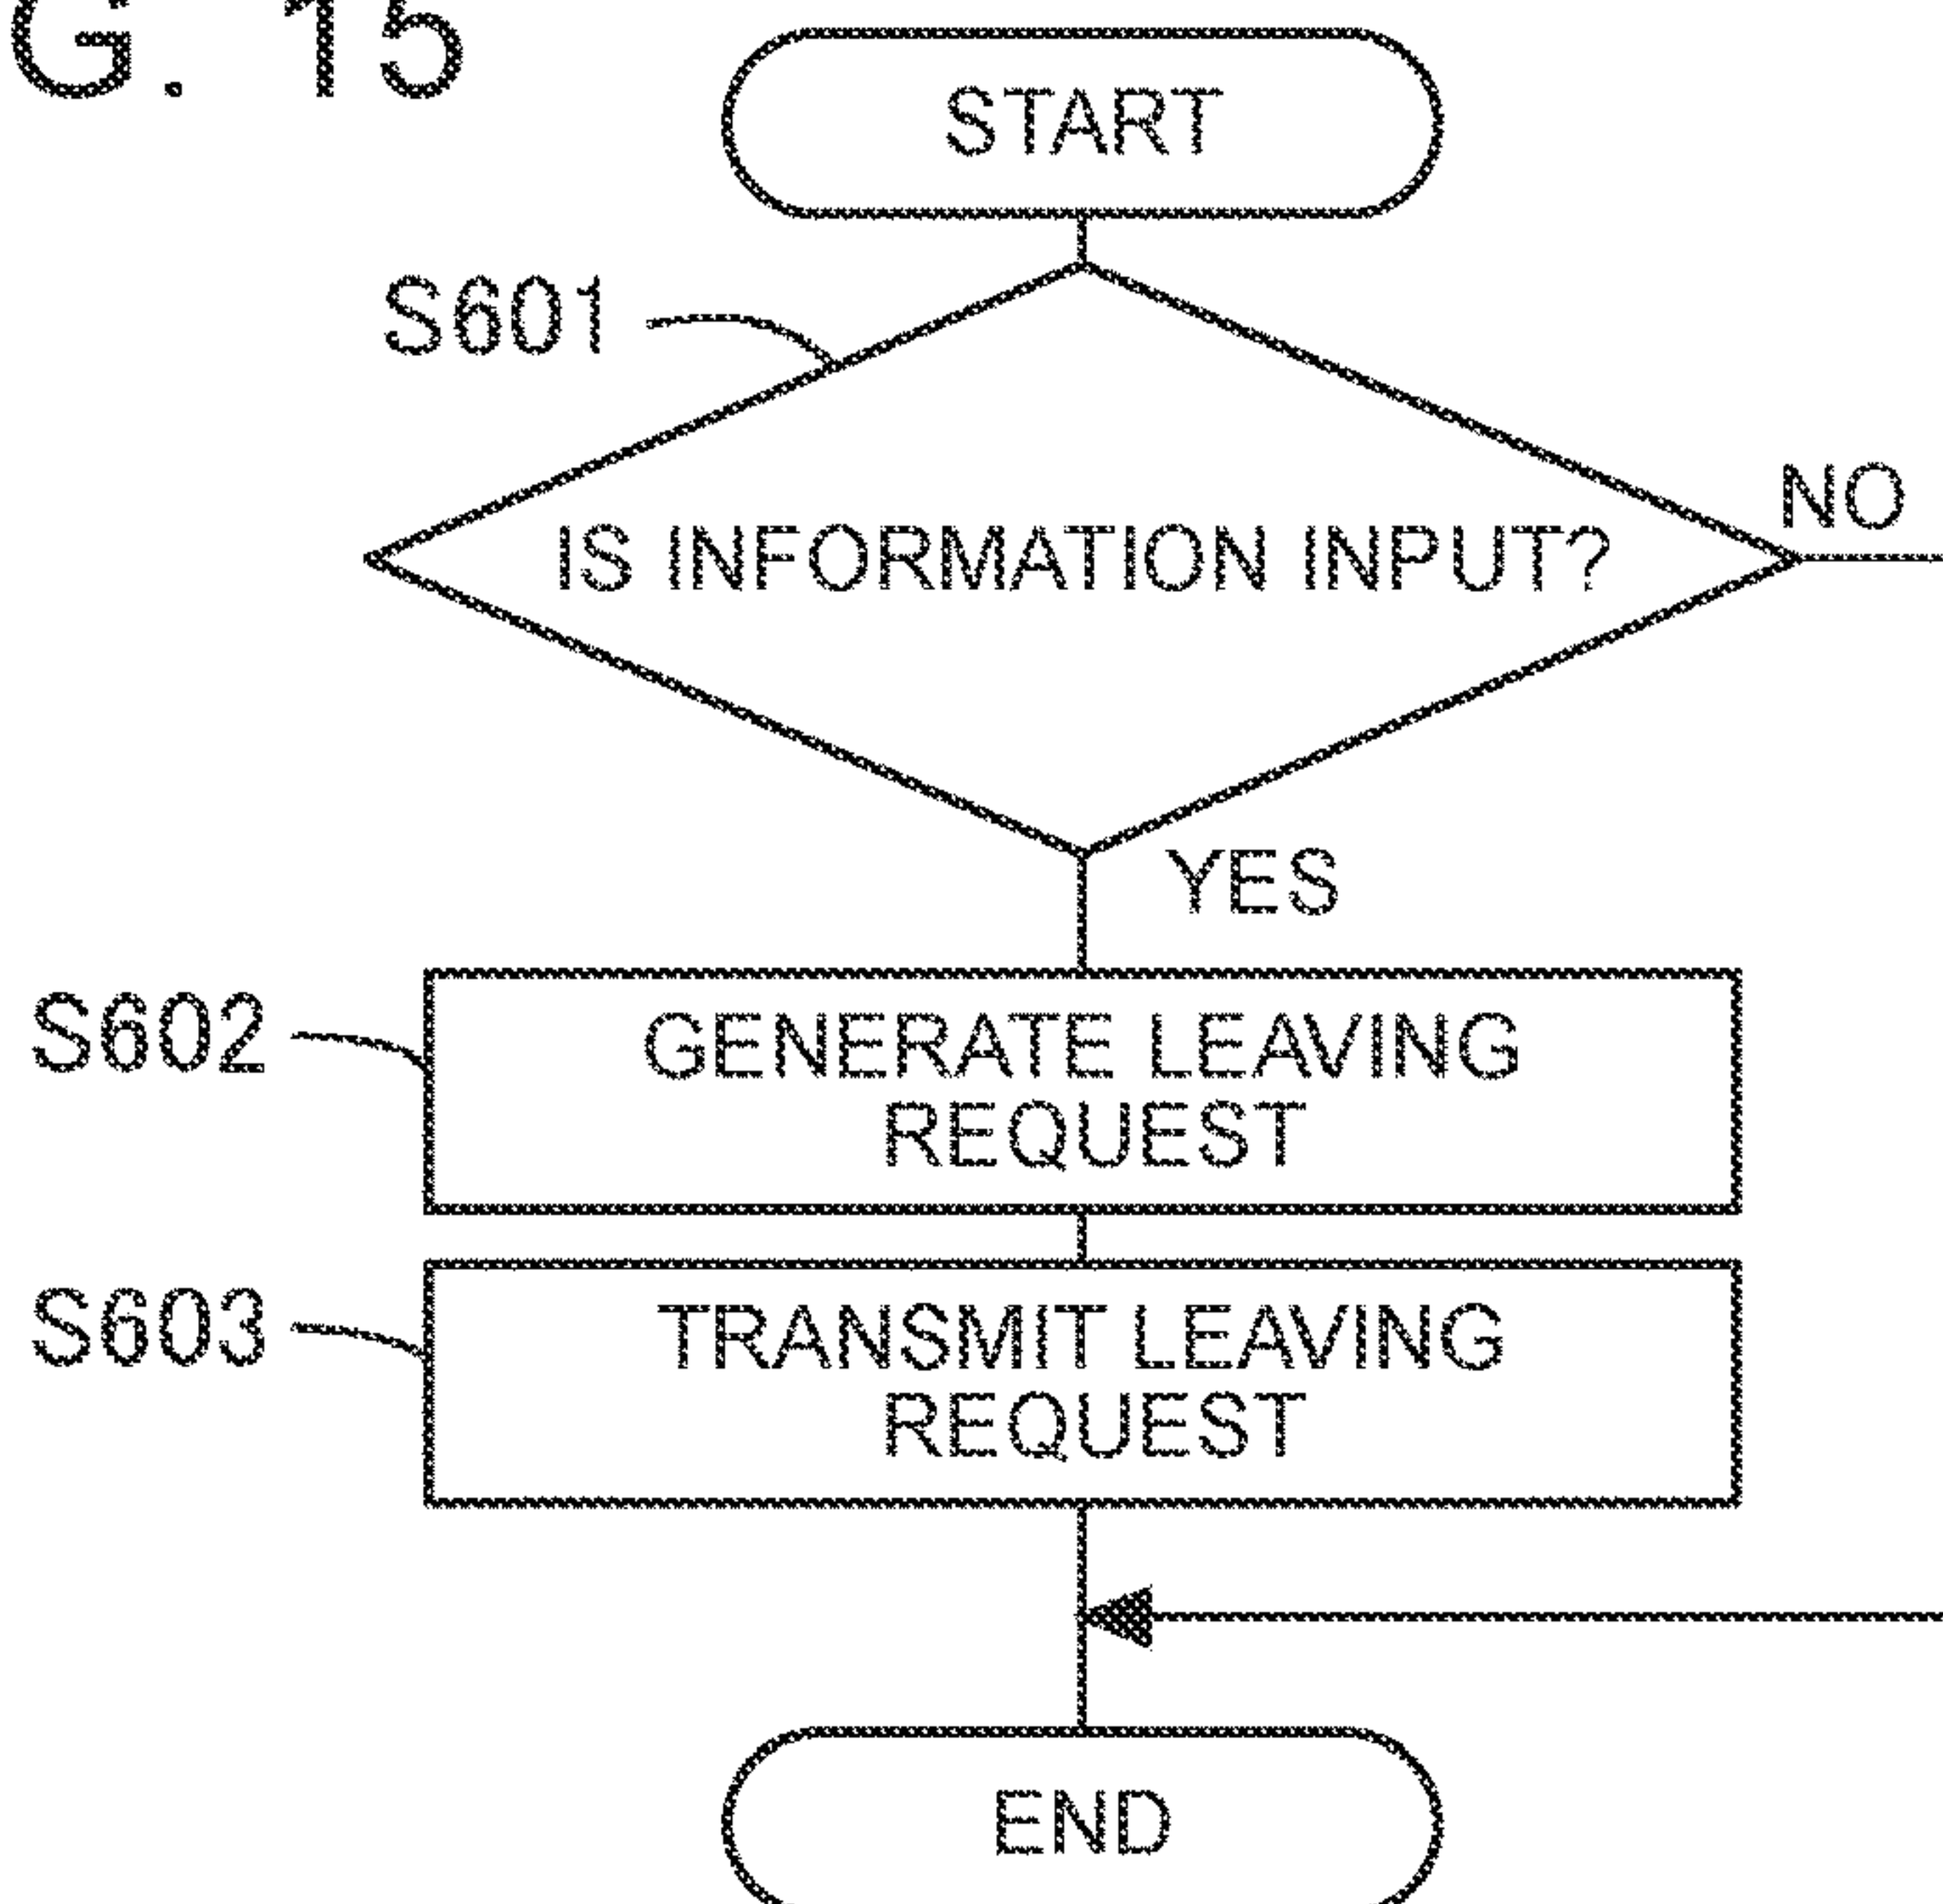 G. 15
START
S601
IS INFORMATION INPUT?
NO
YES
S602
GENERATE LEAVING
REQUEST
S603
TRANSMIT LEAVING
REQUEST
END